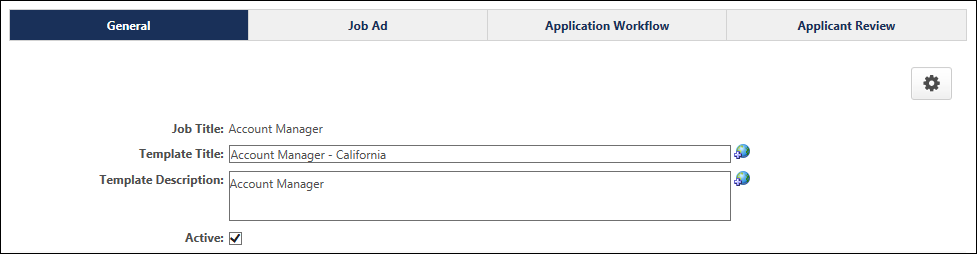 General Job Ad Application Workflow Applicant Review
Job Title: Account Manager
Template Title: Account Manager - California
Template Description: Account Manager
Active: